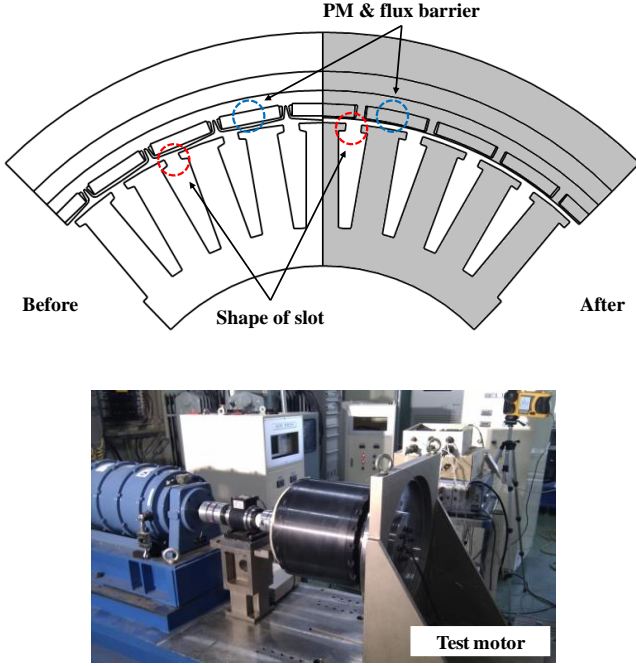 PM & flux barrier
Before
After
Shape of slot
Test motor